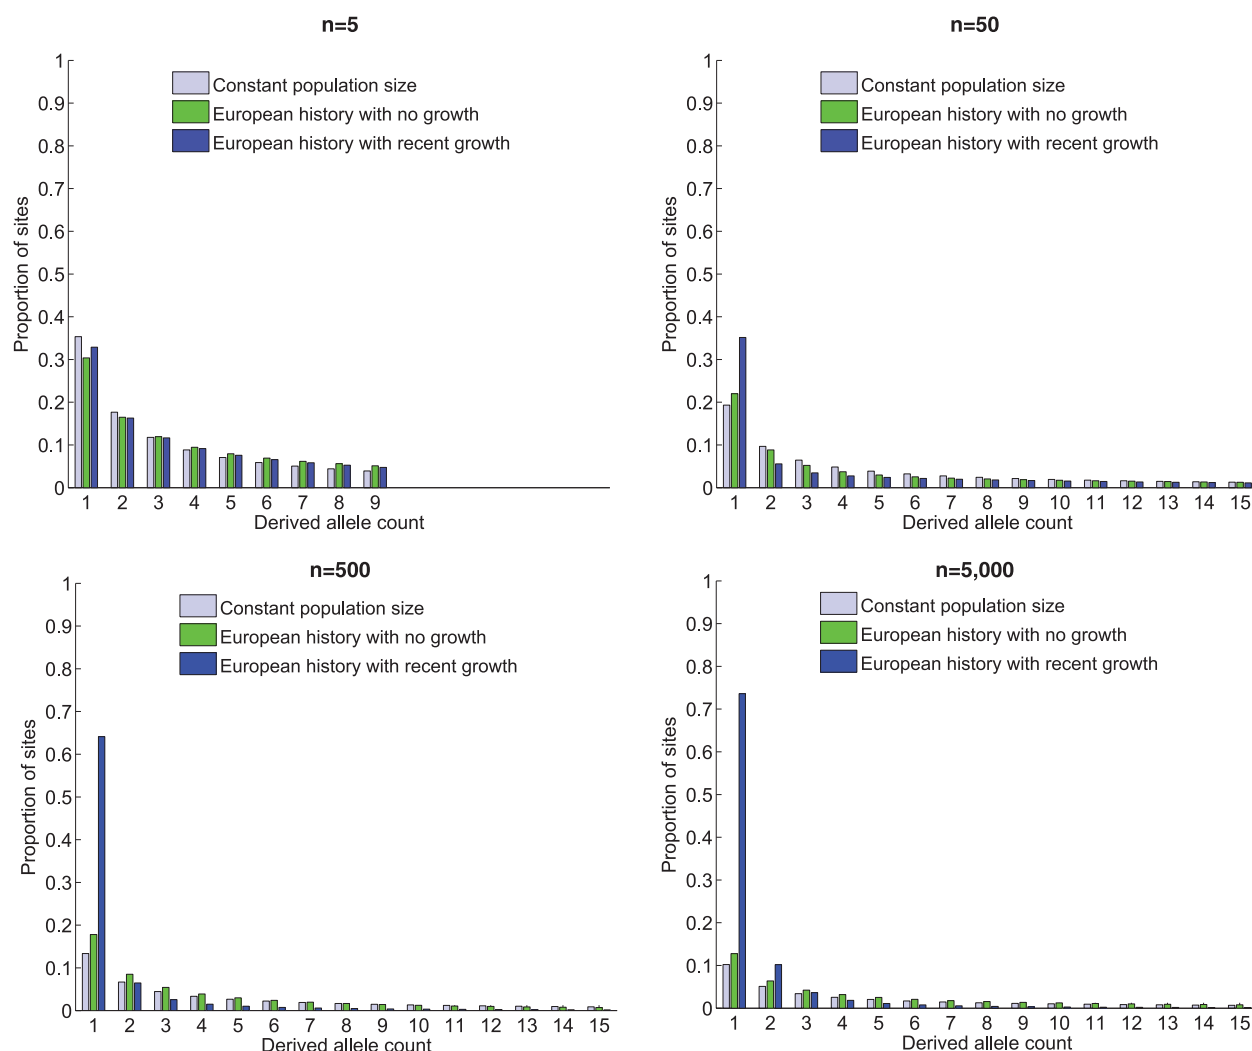 n=5
1
0.9
0.8
0.7
0.6
0.5
0.4
0.3
0.2
0.1
0
Proportion of sites
Constant population size
European history with no growth
European history with recent growth
1 2 3 4 5 6 7 8 9
Derived allele count
n=50
1
0.9
0.8
0.7
0.6
0.5
0.4
0.3
0.2
0.1
0
Proportion of sites
Constant population size
European history with no growth
European history with recent growth
1 2 3 4 5 6 7 8 9 10 11 12 13 14 15
Derived allele count
n=500
1
0.9
0.8
0.7
0.6
0.5
0.4
0.3
0.2
0.1
0
Proportion of sites
Constant population size
European history with no growth
European history with recent growth
1 2 3 4 5 6 7 8 9 10 11 12 13 14 15
Derived allele count
n=5,000
1
0.9
0.8
0.7
0.6
0.5
0.4
0.3
0.2
0.1
0
Proportion of sites
Constant population size
European history with no growth
European history with recent growth
1 2 3 4 5 6 7 8 9 10 11 12 13 14 15
Derived allele count